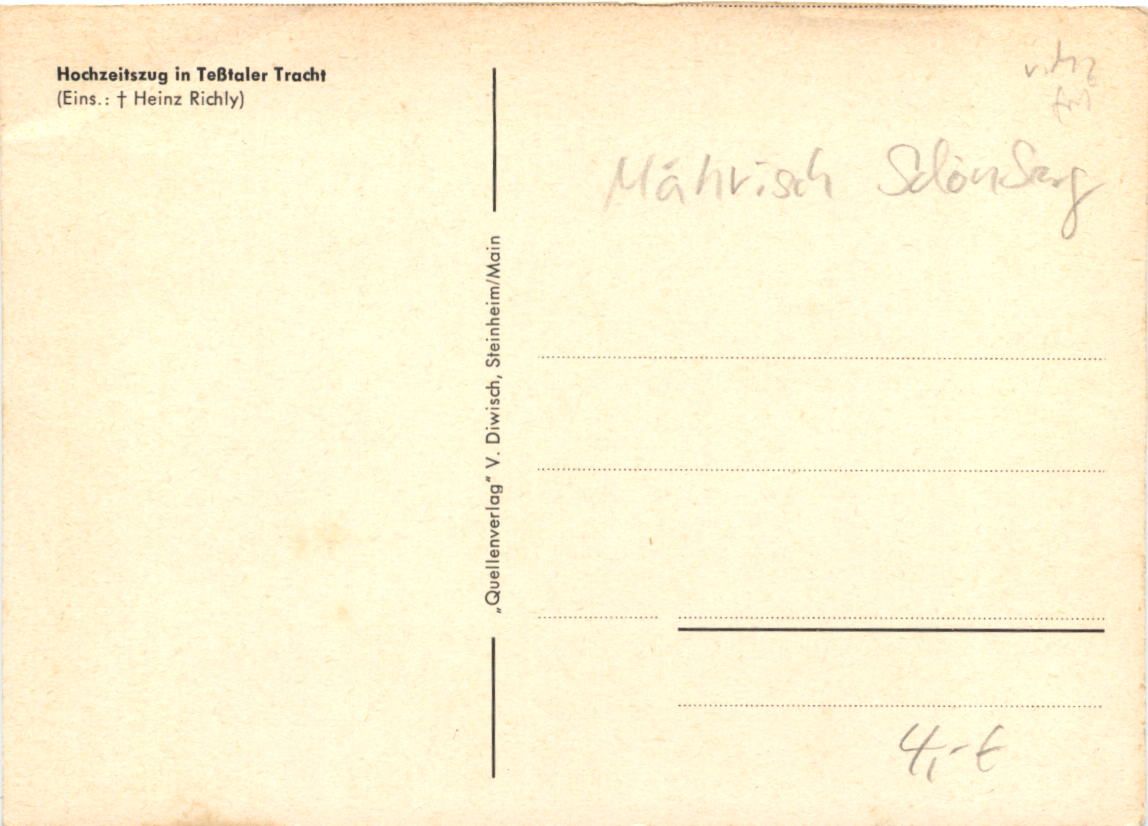 Hochzeitszug in Teßtaler Tracht
(Eins.: † Heinz Richly)
„Quellenverlag" V. Diwisch, Steinheim/Main
Mährisch Schönberg
4,-€